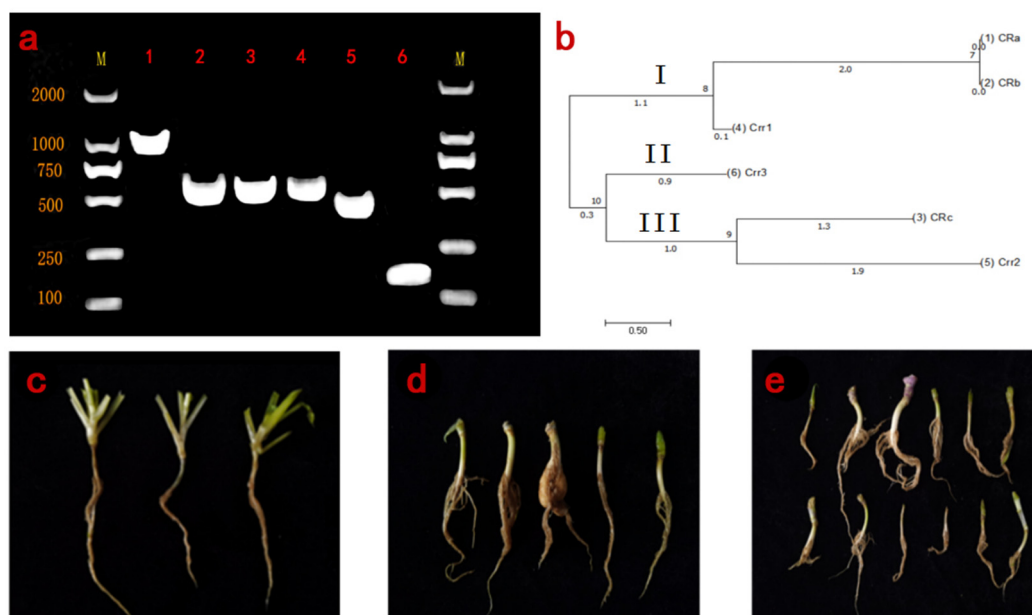 a
M 1 2 3 4 5 6 M
2000
1000
750
500
250
100
b
I
II
III
(1) CRa
(2) CRb
(4) Crr1
(6) Crr3
(3) CRc
(5) Crr2
0.0
7
0.0
2.0
8
1.1
0.1
0.9
10
0.3
1.3
9
1.0
1.9
0.50
c
d
e